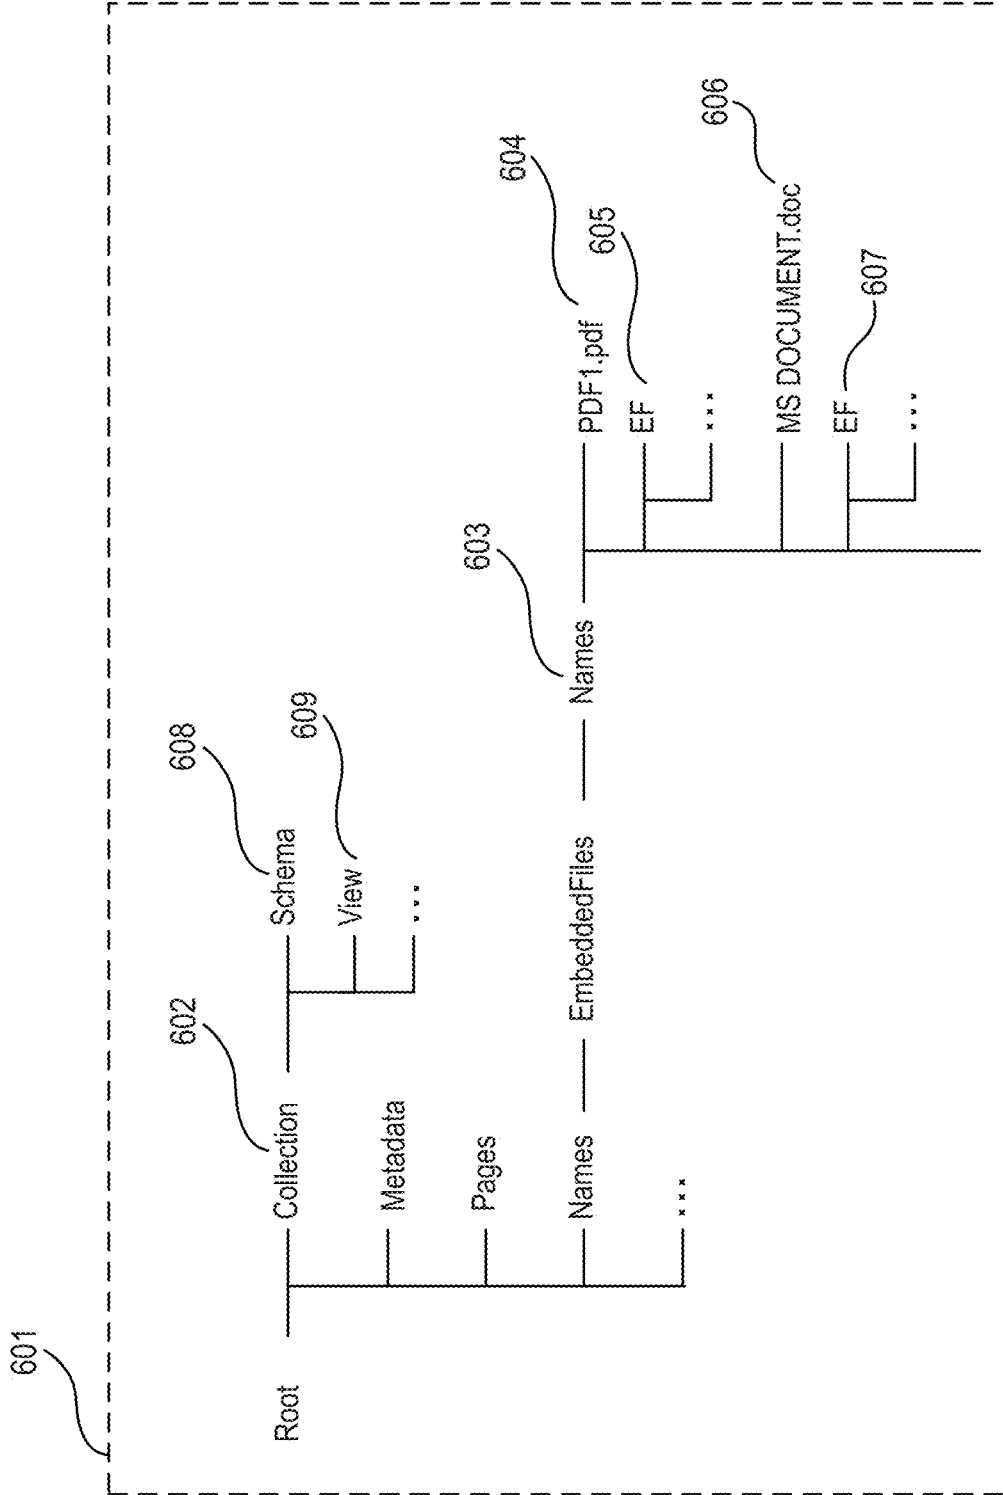 601
Root
Collection
602
Schema
608
View
609
...
Metadata
Pages
Names
EmbeddedFiles
Names
603
PDF1.pdf
604
EF
605
...
MS DOCUMENT.doc
606
EF
607
...
...